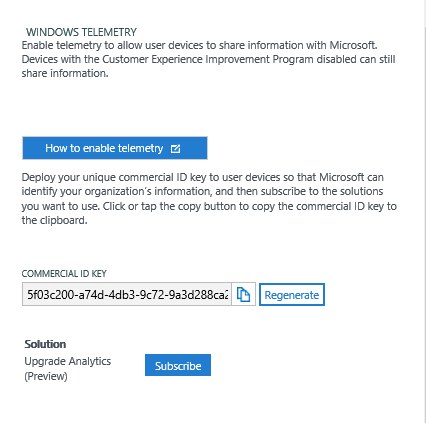 WINDOWS TELEMETRY
Enable telemetry to allow user devices to share information with Microsoft.
Devices with the Customer Experience Improvement Program disabled can still
share information.
How to enable telemetry
Deploy your unique commercial ID key to user devices so that Microsoft can
identify your organization's information, and then subscribe to the solutions
you want to use. Click or tap the copy button to copy the commercial ID key to
the clipboard.
COMMERCIAL ID KEY
5f03c200-a74d-4db3-9c72-9a3d288ca2 Regenerate
Solution
Upgrade Analytics
(Preview)
Subscribe